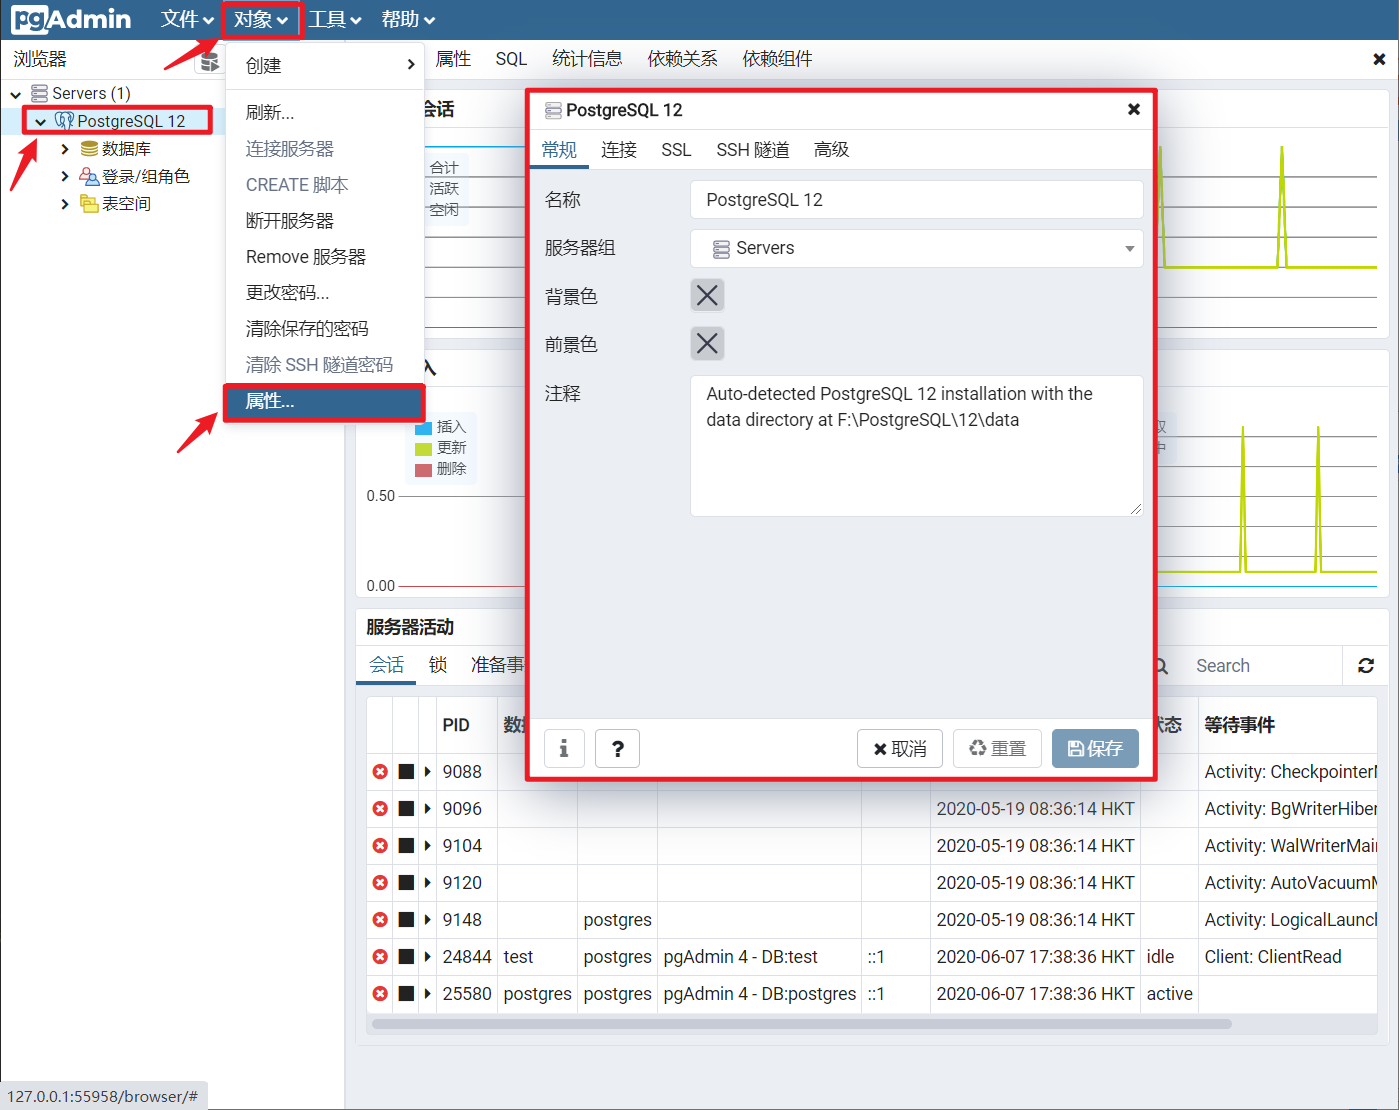 pgAdmin 文件 对象 工具 帮助
浏览器
Servers (1)
PostgreSQL 12
数据库
登录/组角色
表空间
创建
刷新...
连接服务器
CREATE 脚本
断开服务器
Remove 服务器
更改密码...
清除保存的密码
清除 SSH 隧道密码
属性...
属性 SQL 统计信息 依赖关系 依赖组件
会话
合计
活跃
空闲
入
插入
更新
删除
0.50
0.00
PostgreSQL 12
常规 连接 SSL SSH 隧道 高级
名称 PostgreSQL 12
服务器组 Servers
背景色
前景色
注释 Auto-detected PostgreSQL 12 installation with the
data directory at F:\PostgreSQL\12\data
i ? 取消 重置 保存
服务器活动
会话 锁 准备事 Search
PID 数据 状态 等待事件
9088 Activity: Checkpointer
9096 2020-05-19 08:36:14 HKT Activity: BgWriterHiber
9104 2020-05-19 08:36:14 HKT Activity: WalWriterMai
9120 2020-05-19 08:36:14 HKT Activity: AutoVacuum
9148 postgres 2020-05-19 08:36:14 HKT Activity: LogicalLaunc
24844 test postgres pgAdmin 4 - DB:test ::1 2020-06-07 17:38:36 HKT idle Client: ClientRead
25580 postgres postgres pgAdmin 4 - DB:postgres ::1 2020-06-07 17:38:36 HKT active
127.0.0.1:55958/browser/#